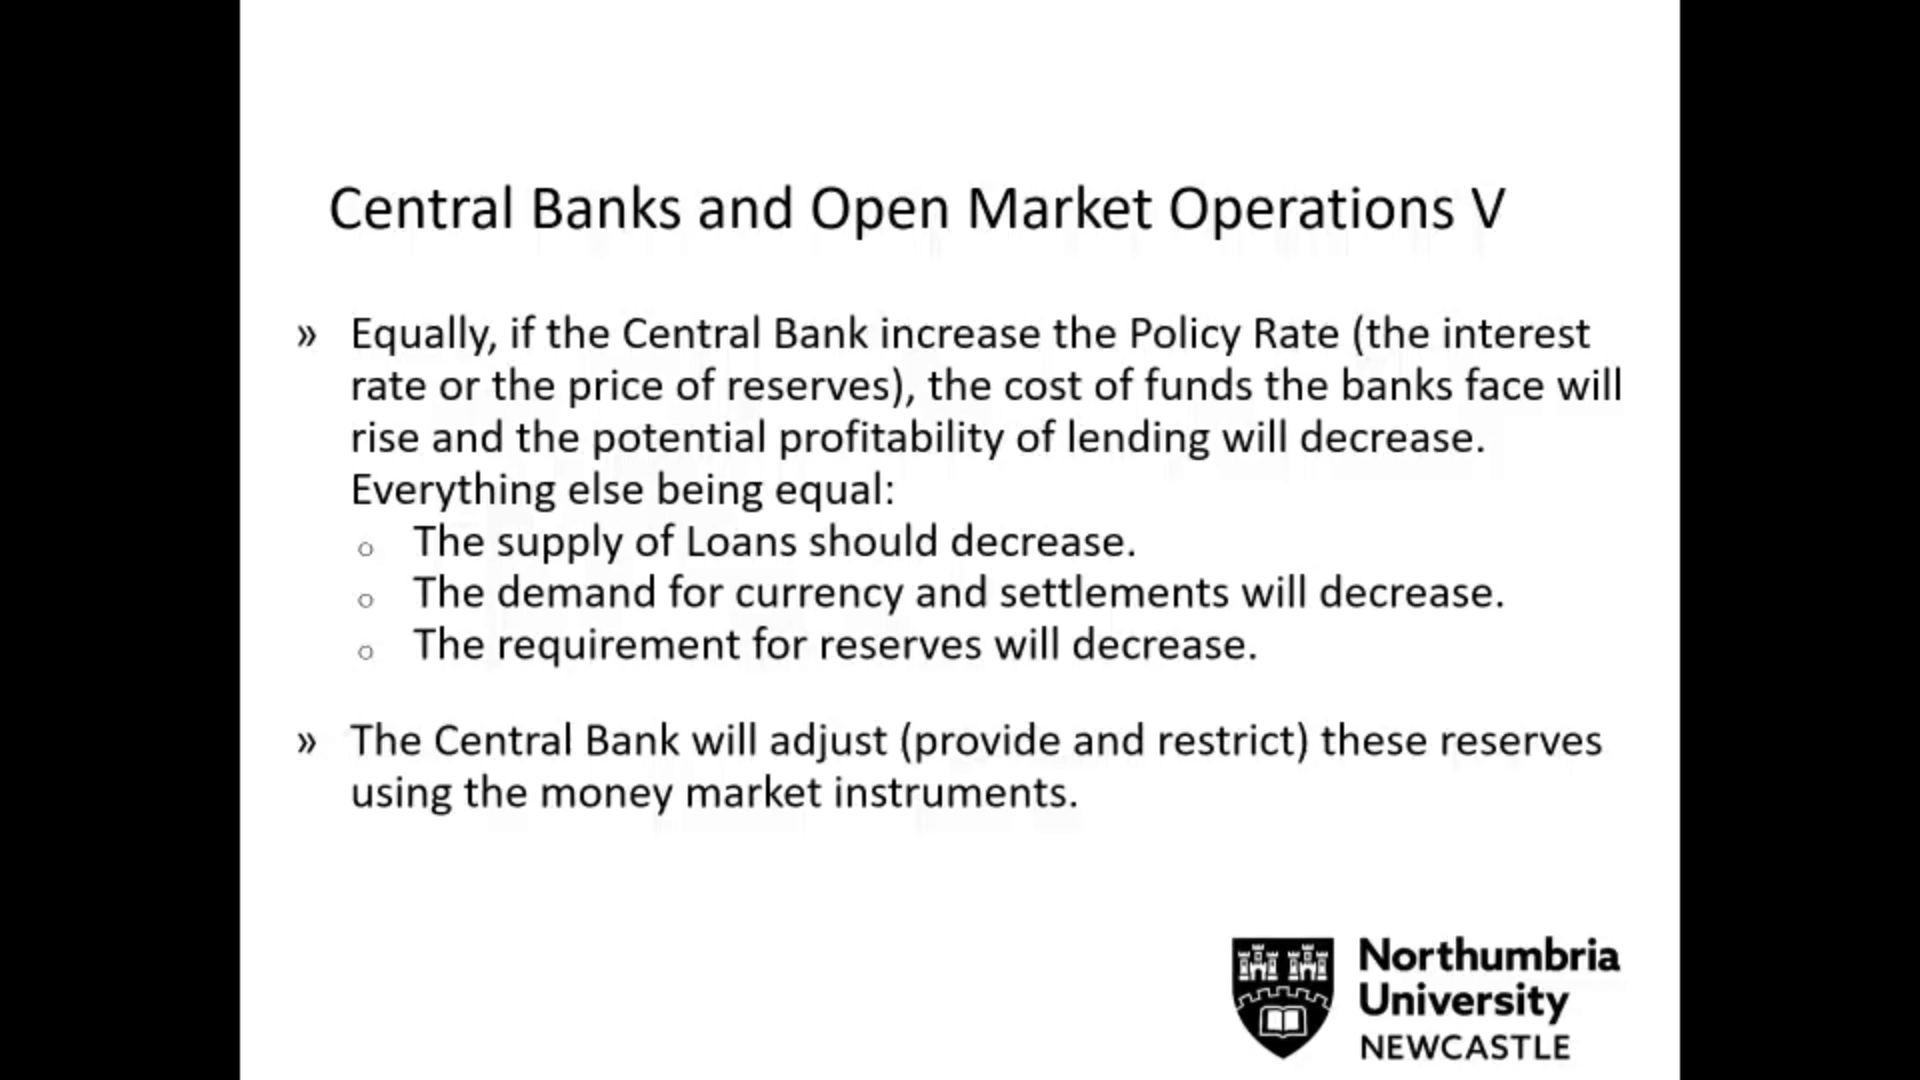 Central Banks and Open Market Operations V
» Equally, if the Central Bank increase the Policy Rate (the interest
rate or the price of reserves), the cost of funds the banks face will
rise and the potential profitability of lending will decrease.
Everything else being equal:
○ The supply of Loans should decrease.
○ The demand for currency and settlements will decrease.
○ The requirement for reserves will decrease.
» The Central Bank will adjust (provide and restrict) these reserves
using the money market instruments.
Northumbria
University
NEWCASTLE